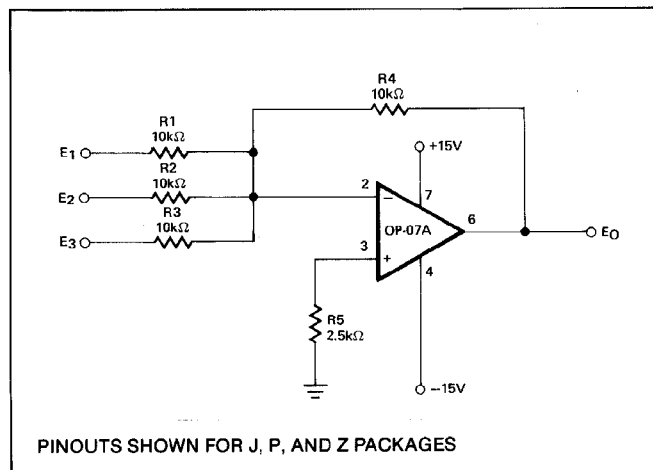 R4
10kΩ
R1
10kΩ
+15V
E1
R2
10kΩ
2
7
E2
−
R3
10kΩ
OP-07A
6
EO
3
E3
+
4
R5
2.5kΩ
−15V
PINOUTS SHOWN FOR J, P, AND Z PACKAGES